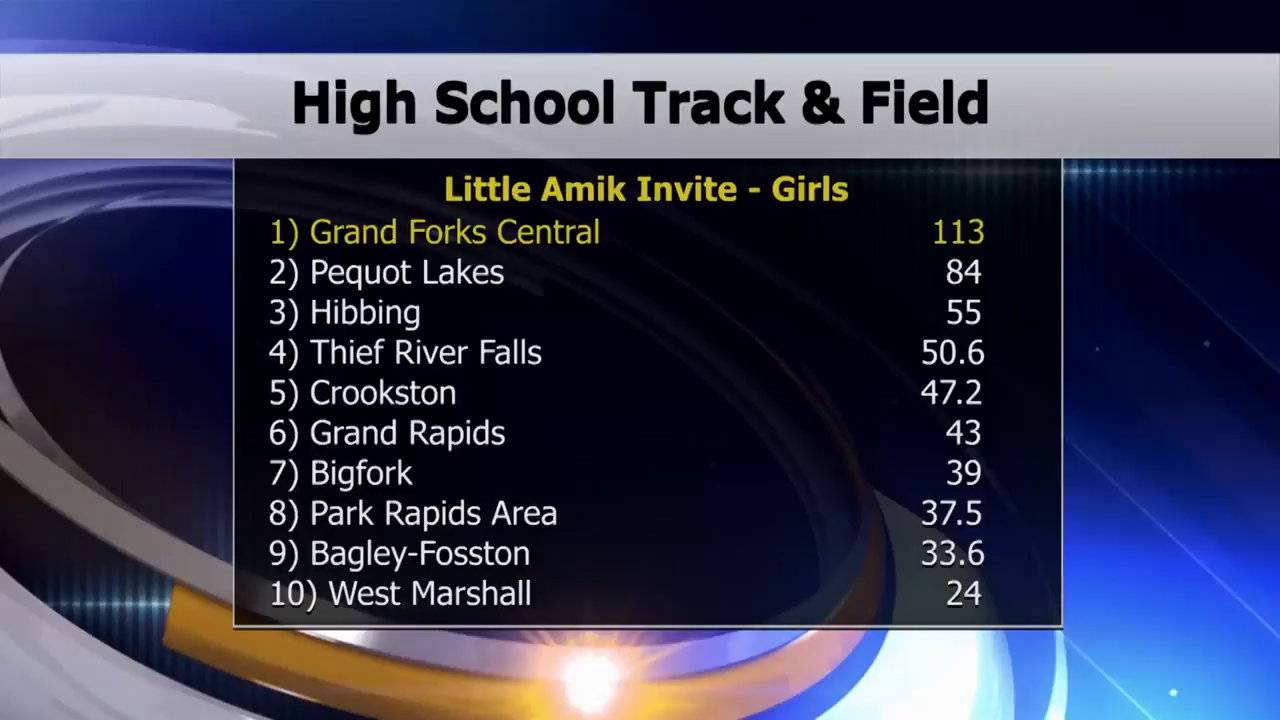 High School Track & Field
Little Amik Invite - Girls
1) Grand Forks Central 113
2) Pequot Lakes 84
3) Hibbing 55
4) Thief River Falls 50.6
5) Crookston 47.2
6) Grand Rapids 43
7) Bigfork 39
8) Park Rapids Area 37.5
9) Bagley-Fosston 33.6
10) West Marshall 24